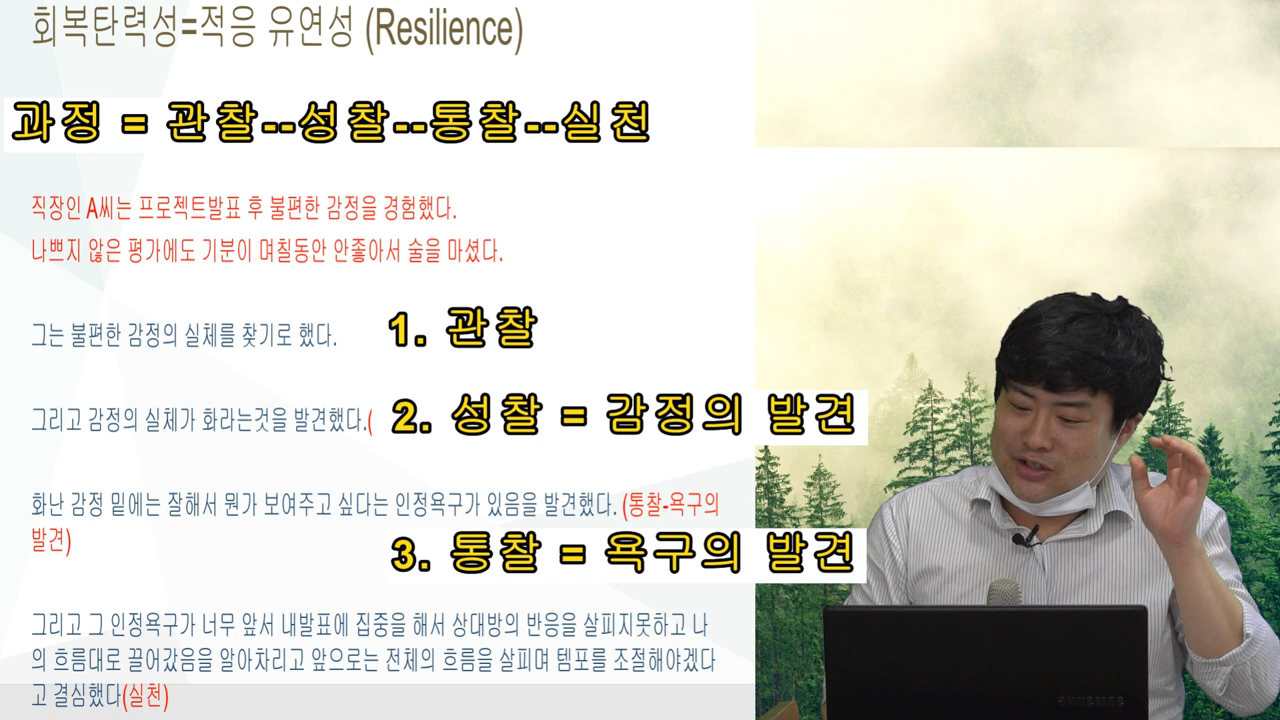 회복탄력성=적응 유연성 (Resilience)
과정 = 관찰--성찰--통찰--실천
직장인 A씨는 프로젝트발표 후 불편한 감정을 경험했다.
나쁘지 않은 평가에도 기분이 며칠동안 안좋아서 술을 마셨다.
그는 불편한 감정의 실체를 찾기로 했다.
1. 관찰
그리고 감정의 실체가 화라는것을 발견했다.(
2. 성찰 = 감정의 발견
화난 감정 밑에는 잘해서 뭔가 보여주고 싶다는 인정욕구가 있음을 발견했다. (통찰-욕구의
발견)
3. 통찰 = 욕구의 발견
그리고 그 인정욕구가 너무 앞서 내발표에 집중을 해서 상대방의 반응을 살피지못하고 나
의 흐름대로 끌어갔음을 알아차리고 앞으로는 전체의 흐름을 살피며 템포를 조절해야겠다
고 결심했다(실천)
SAMSUNG